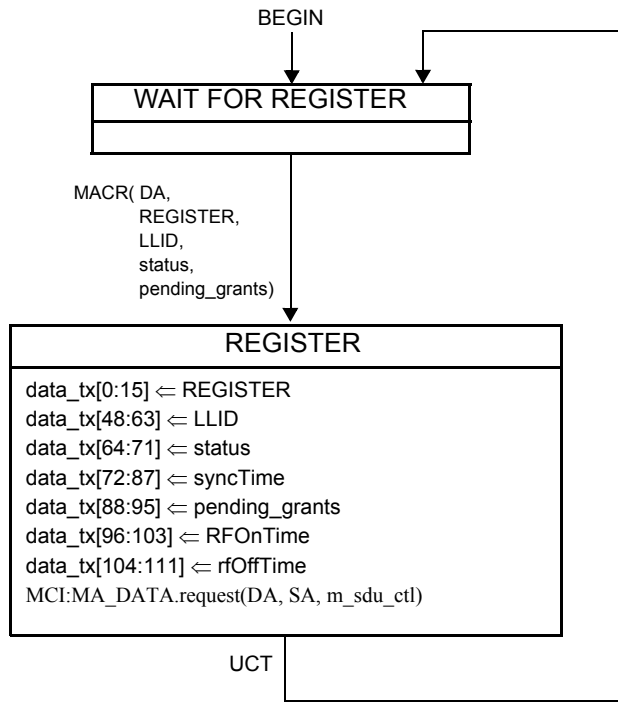 BEGIN
WAIT FOR REGISTER
MACR( DA,
REGISTER,
LLID,
status,
pending_grants)
REGISTER
data_tx[0:15] ⇐ REGISTER
data_tx[48:63] ⇐ LLID
data_tx[64:71] ⇐ status
data_tx[72:87] ⇐ syncTime
data_tx[88:95] ⇐ pending_grants
data_tx[96:103] ⇐ RFOnTime
data_tx[104:111] ⇐ rfOffTime
MCI:MA_DATA.request(DA, SA, m_sdu_ctl)
UCT